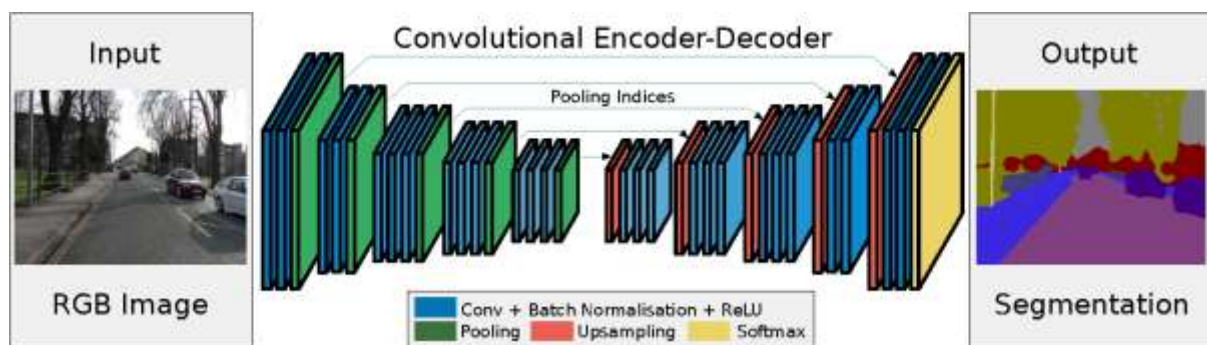 Input
RGB Image
Convolutional Encoder-Decoder
Pooling Indices
Conv + Batch Normalisation + ReLU
Pooling Upsampling Softmax
Output
Segmentation